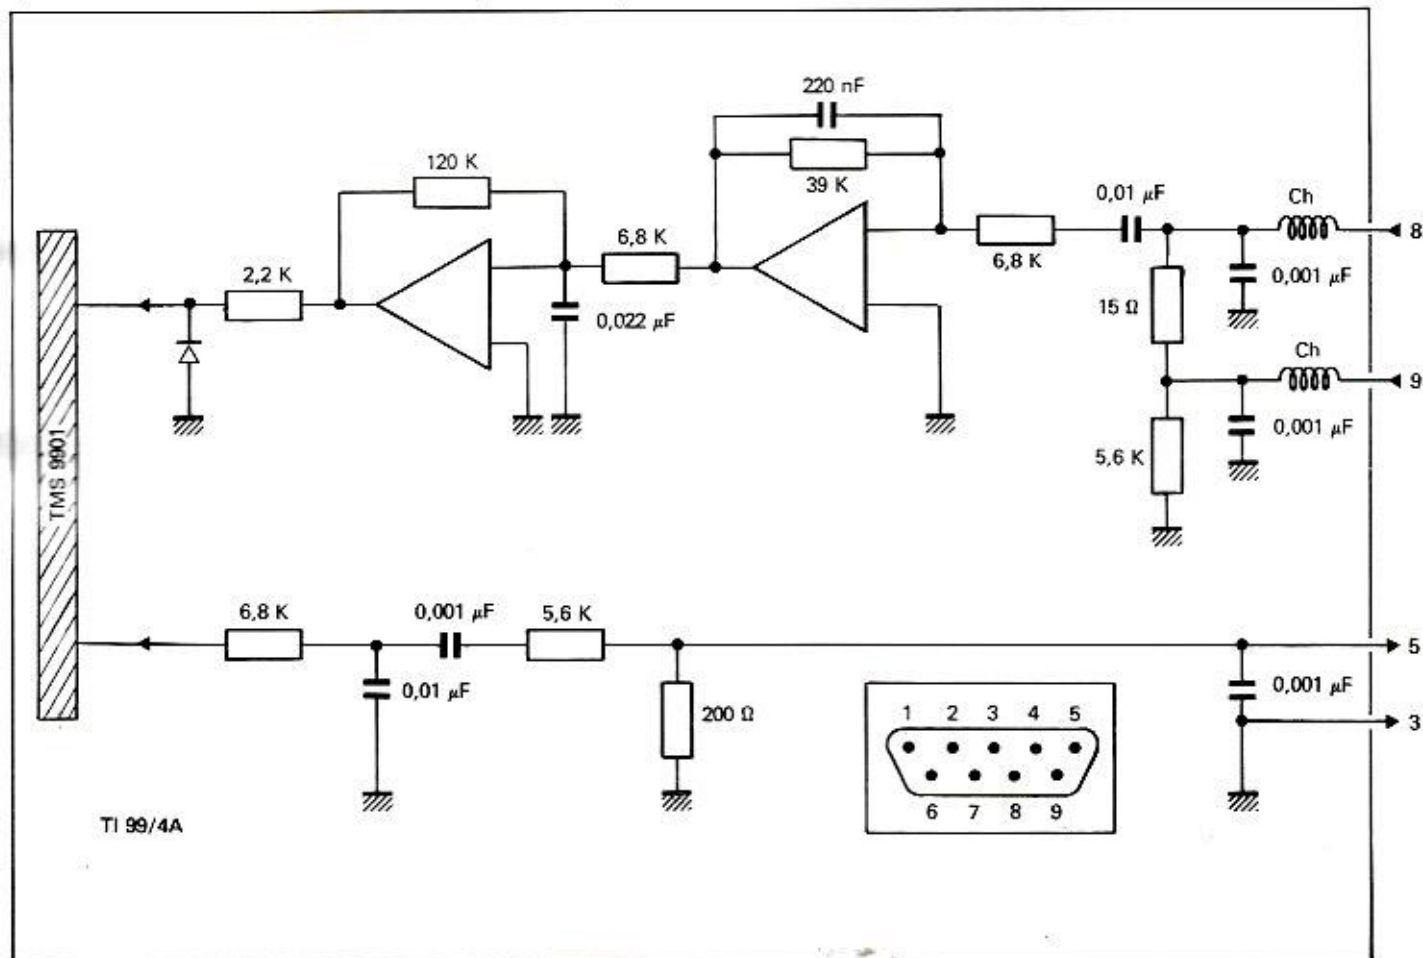 220 nF
120 K
39 K
0,01 µF
Ch
8
6,8 K
6,8 K
2,2 K
0,022 µF
0,001 µF
15 Ω
Ch
9
5,6 K
0,001 µF
TMS 9901
6,8 K
0,001 µF
5,6 K
5
0,01 µF
200 Ω
0,001 µF
1 2 3 4 5
3
6 7 8 9
TI 99/4A